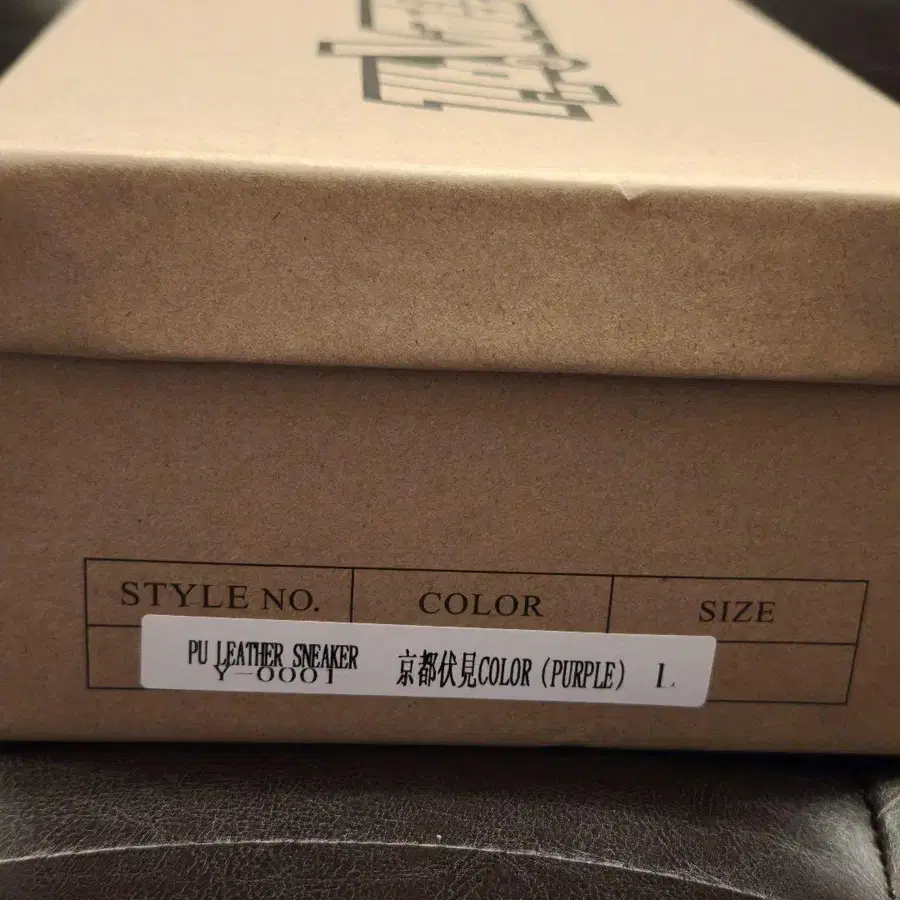 STYLE NO. COLOR SIZE
PU LEATHER SNEAKER 京都伏見COLOR (PURPLE) L
Y-0001